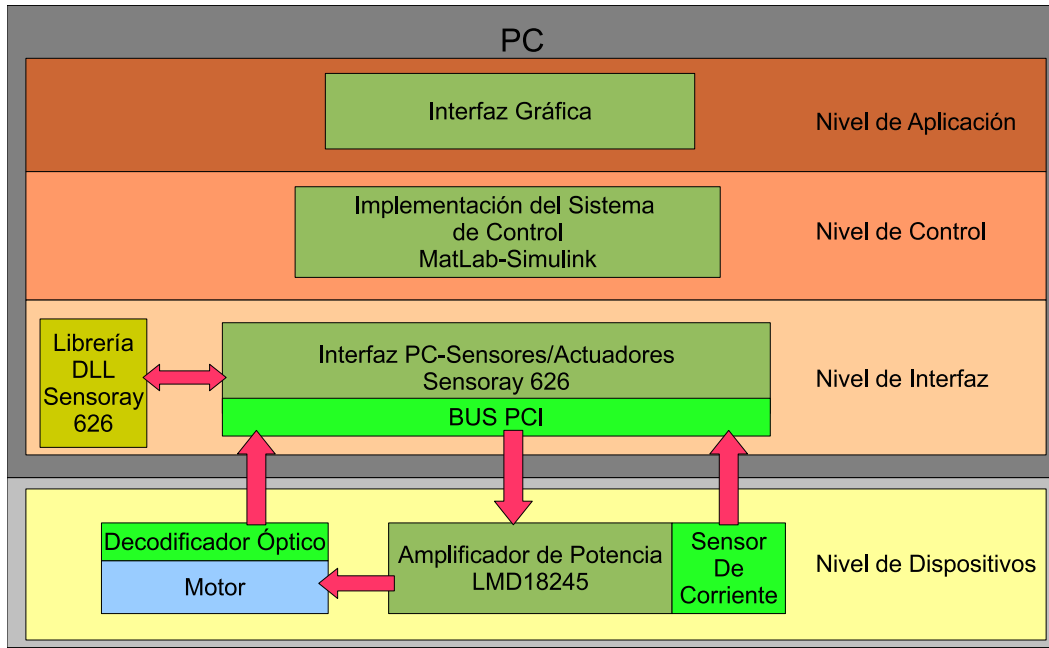 PC
Interfaz Gráfica
Nivel de Aplicación
Implementación del Sistema
de Control
MatLab-Simulink
Nivel de Control
Librería
DLL
Sensoray
626
Interfaz PC-Sensores/Actuadores
Sensoray 626
BUS PCI
Nivel de Interfaz
Decodificador Óptico
Motor
Amplificador de Potencia
LMD18245
Sensor
De
Corriente
Nivel de Dispositivos